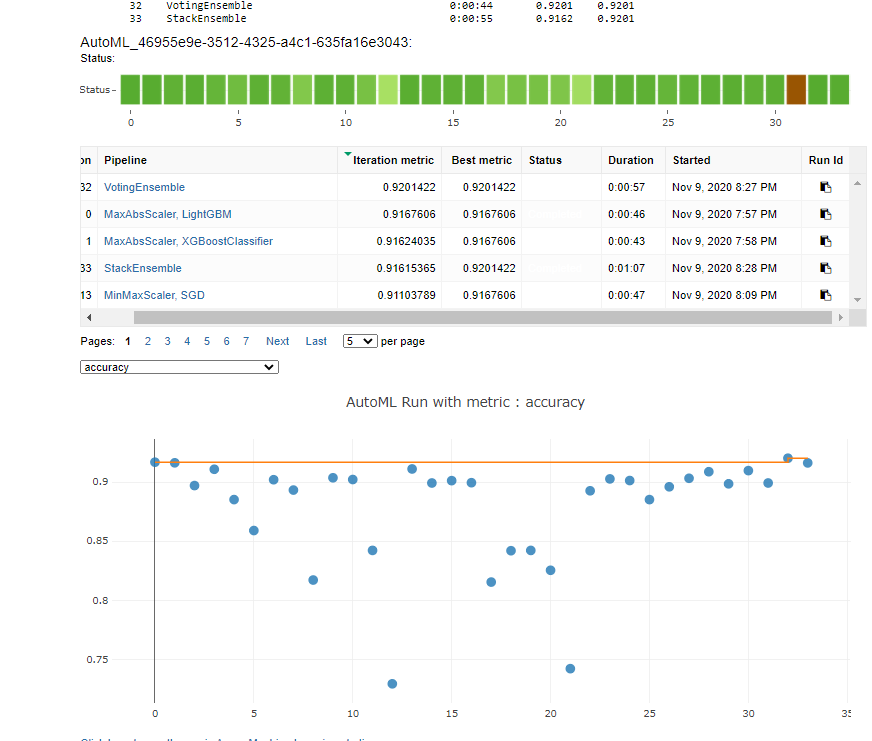 32 VotingEnsemble 0:00:44 0.9201 0.9201
33 StackEnsemble 0:00:55 0.9162 0.9201
AutoML_46955e9e-3512-4325-a4c1-635fa16e3043:
Status:
Status
0 5 10 15 20 25 30
on Pipeline Iteration metric Best metric Status Duration Started Run Id
32 VotingEnsemble 0.9201422 0.9201422 0:00:57 Nov 9, 2020 8:27 PM
0 MaxAbsScaler, LightGBM 0.9167606 0.9167606 0:00:46 Nov 9, 2020 7:57 PM
1 MaxAbsScaler, XGBoostClassifier 0.91624035 0.9167606 0:00:43 Nov 9, 2020 7:58 PM
33 StackEnsemble 0.91615365 0.9201422 0:01:07 Nov 9, 2020 8:28 PM
13 MinMaxScaler, SGD 0.91103789 0.9167606 0:00:47 Nov 9, 2020 8:09 PM
Pages: 1 2 3 4 5 6 7 Next Last 5 per page
accuracy
AutoML Run with metric : accuracy
0.9
0.85
0.8
0.75
0 5 10 15 20 25 30 35